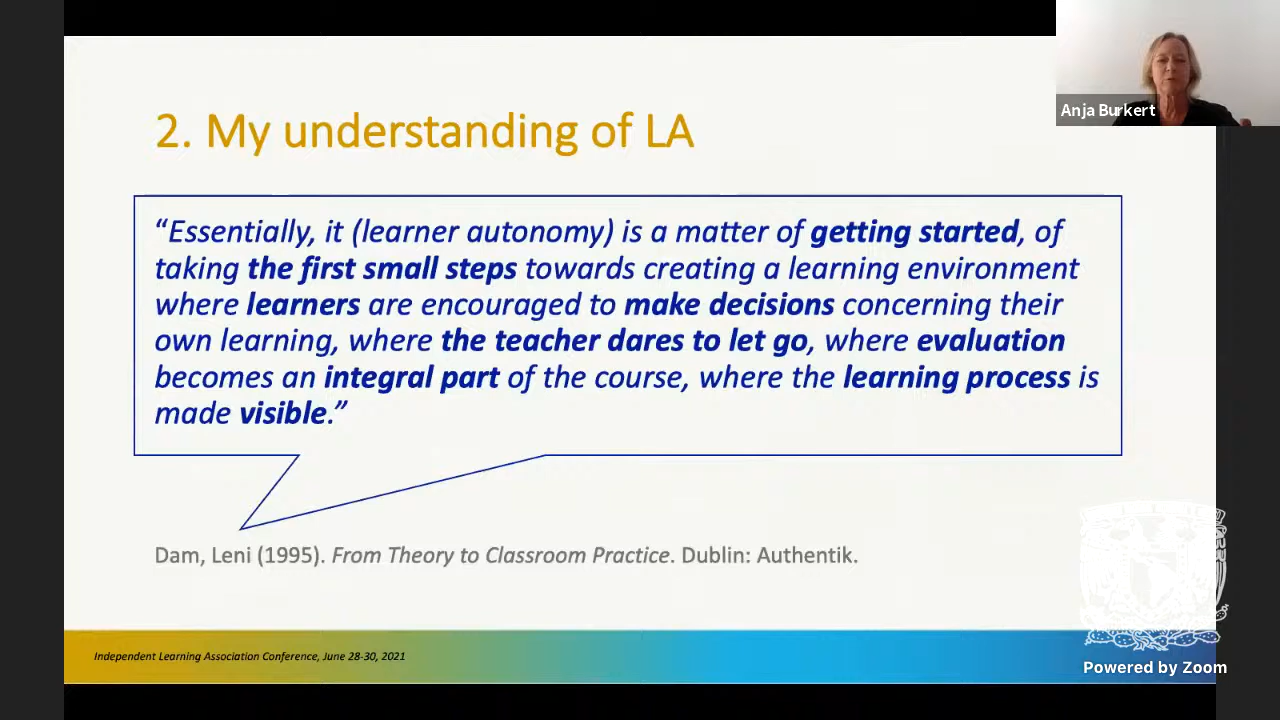 Anja Burkert
2. My understanding of LA
“Essentially, it (learner autonomy) is a matter of getting started, of
taking the first small steps towards creating a learning environment
where learners are encouraged to make decisions concerning their
own learning, where the teacher dares to let go, where evaluation
becomes an integral part of the course, where the learning process is
made visible.”
Dam, Leni (1995). From Theory to Classroom Practice. Dublin: Authentik.
Independent Learning Association Conference, June 28-30, 2021
Powered by Zoom